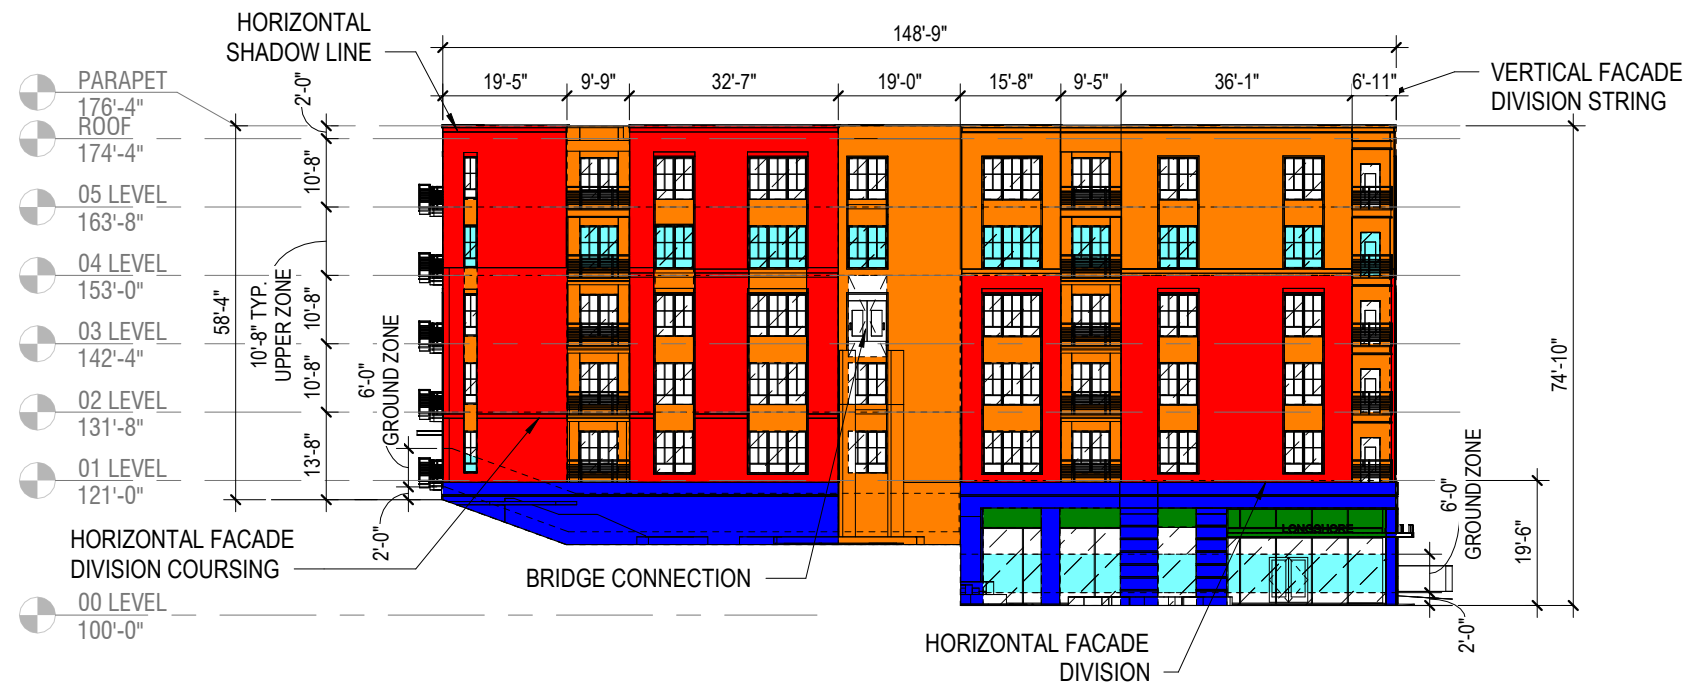 HORIZONTAL
SHADOW LINE
148'-9"
19'-5"
9'-9"
32'-7"
19'-0"
15'-8"
9'-5"
36'-1"
6'-11"
VERTICAL FACADE
DIVISION STRING
PARAPET
176'-4"
ROOF
174'-4"
05 LEVEL
163'-8"
04 LEVEL
153'-0"
03 LEVEL
142'-4"
02 LEVEL
131'-8"
01 LEVEL
121'-0"
00 LEVEL
100'-0"
2'-0"
10'-8"
10'-8"
10'-8"
13'-8"
58'-4"
10'-8" TYP.
UPPER ZONE
6'-0"
GROUND ZONE
2'-0"
HORIZONTAL FACADE
DIVISION COURSING
BRIDGE CONNECTION
LONGSHORE
HORIZONTAL FACADE
DIVISION
74'-10"
19'-6"
6'-0"
GROUND ZONE
2'-0"